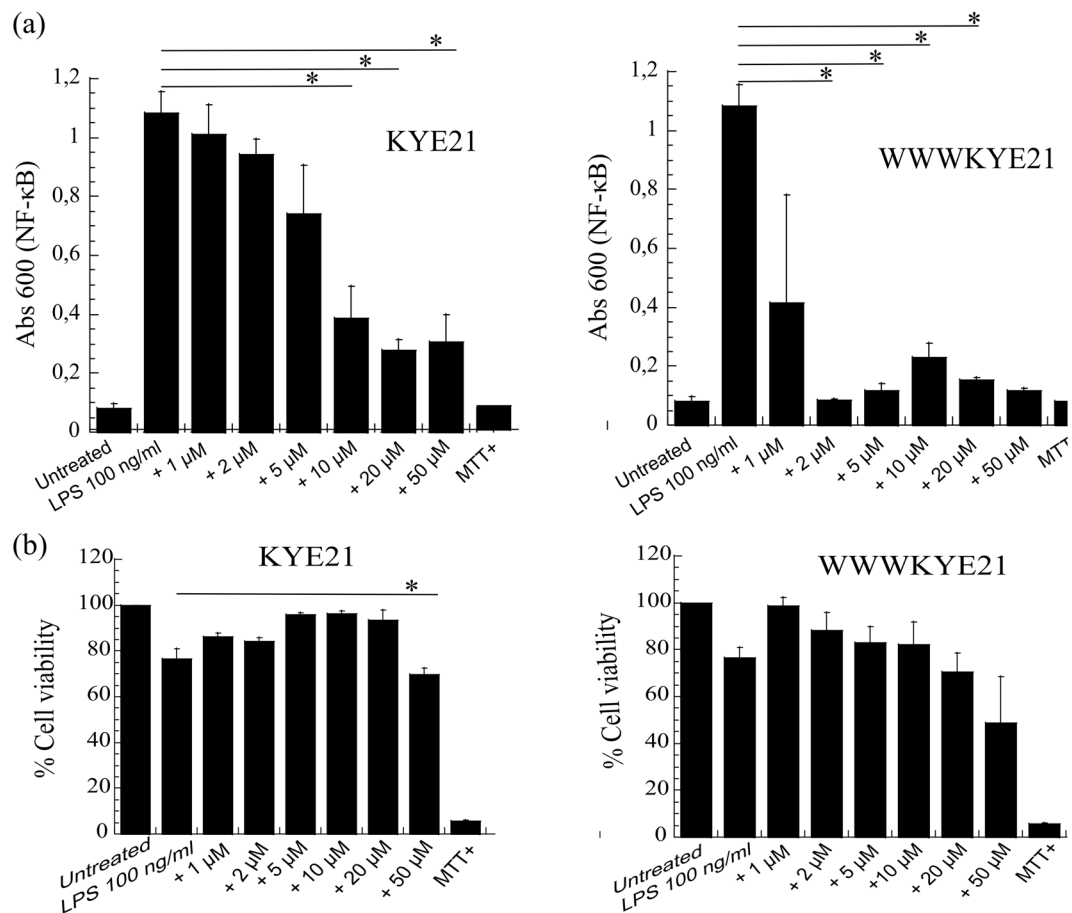 (a)
* * *
KYE21
Abs 600 (NF-κB)
1,2
1
0,8
0,6
0,4
0,2
0
Untreated
LPS 100 ng/ml
+ 1 µM
+ 2 µM
+ 5 µM
+ 10 µM
+ 20 µM
+ 50 µM
MTT+
* * * *
WWWKYE21
Abs 600 (NF-κB)
1,2
1
0,8
0,6
0,4
0,2
0
Untreated
LPS 100 ng/ml
+ 1 µM
+ 2 µM
+ 5 µM
+ 10 µM
+ 20 µM
+ 50 µM
MTT
(b)
KYE21
*
% Cell viability
120
100
80
60
40
20
0
Untreated
LPS 100 ng/ml
+ 1 µM
+ 2 µM
+ 5 µM
+ 10 µM
+ 20 µM
+ 50 µM
MTT+
WWWKYE21
% Cell viability
120
100
80
60
40
20
0
Untreated
LPS 100 ng/ml
+ 1 µM
+ 2 µM
+ 5 µM
+10 µM
+ 20 µM
+ 50 µM
MTT+